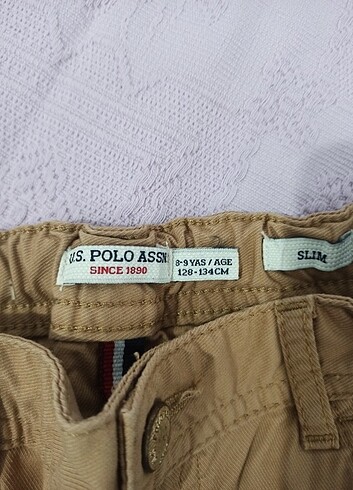 U.S. POLO ASSN
SINCE 1890
8-9 YAS / AGE
128-134CM
SLIM